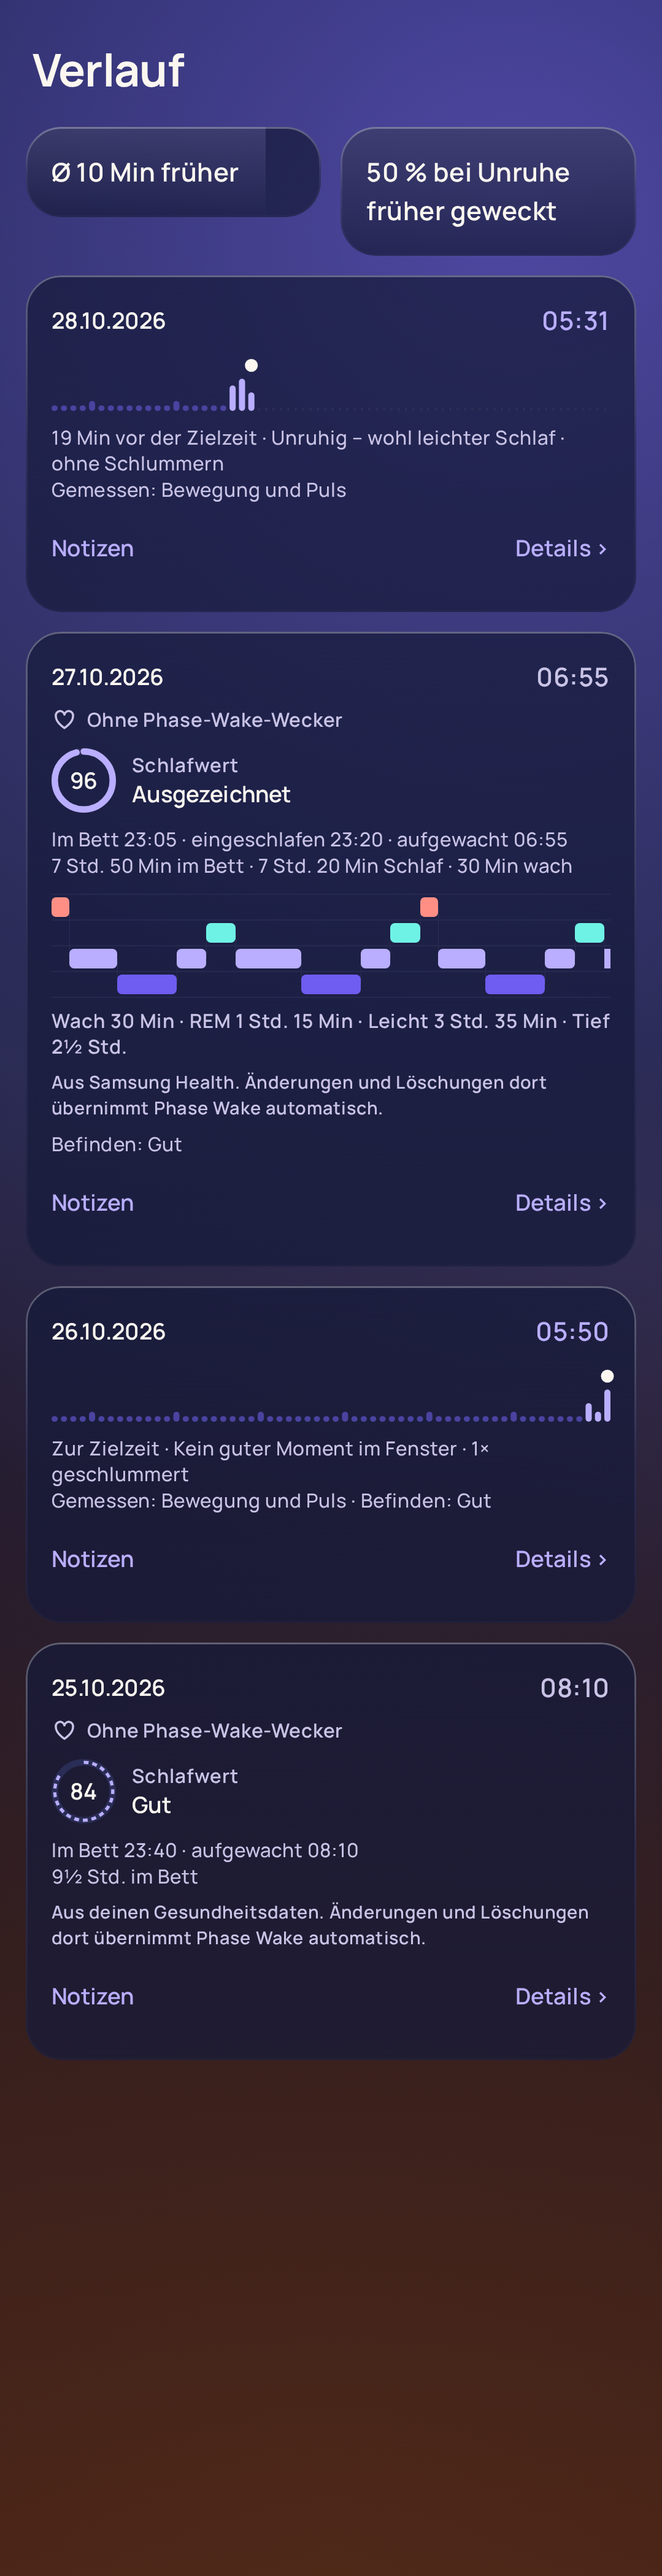 Verlauf
Ø 10 Min früher
50 % bei Unruhe
früher geweckt
28.10.2026
05:31
19 Min vor der Zielzeit · Unruhig – wohl leichter Schlaf ·
ohne Schlummern
Gemessen: Bewegung und Puls
Notizen
Details ›
27.10.2026
06:55
Ohne Phase-Wake-Wecker
96
Schlafwert
Ausgezeichnet
Im Bett 23:05 · eingeschlafen 23:20 · aufgewacht 06:55
7 Std. 50 Min im Bett · 7 Std. 20 Min Schlaf · 30 Min wach
Wach 30 Min · REM 1 Std. 15 Min · Leicht 3 Std. 35 Min · Tief
2½ Std.
Aus Samsung Health. Änderungen und Löschungen dort
übernimmt Phase Wake automatisch.
Befinden: Gut
Notizen
Details ›
26.10.2026
05:50
Zur Zielzeit · Kein guter Moment im Fenster · 1×
geschlummert
Gemessen: Bewegung und Puls · Befinden: Gut
Notizen
Details ›
25.10.2026
08:10
Ohne Phase-Wake-Wecker
84
Schlafwert
Gut
Im Bett 23:40 · aufgewacht 08:10
9½ Std. im Bett
Aus deinen Gesundheitsdaten. Änderungen und Löschungen
dort übernimmt Phase Wake automatisch.
Notizen
Details ›